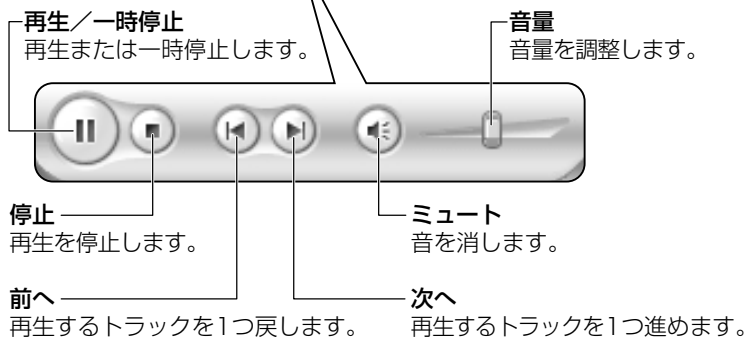 再生／一時停止
再生または一時停止します。
音量
音量を調整します。
停止
再生を停止します。
ミュート
音を消します。
前へ
再生するトラックを1つ戻します。
次へ
再生するトラックを1つ進めます。